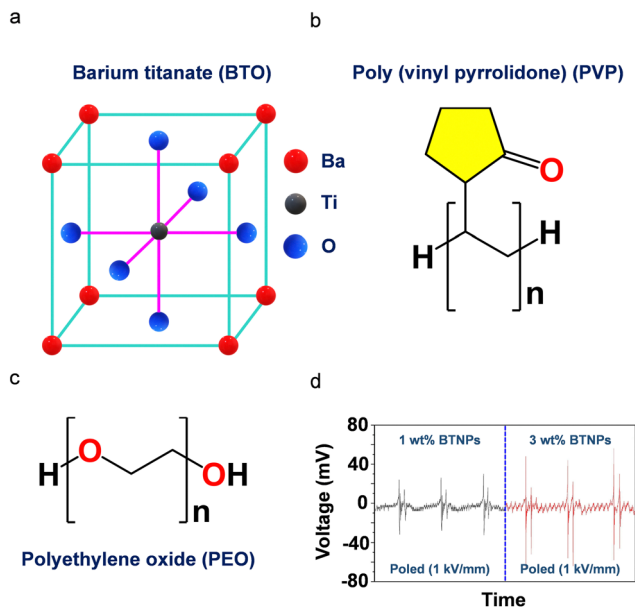 a
Barium titanate (BTO)
Ba
Ti
O
b
Poly (vinyl pyrrolidone) (PVP)
O
H
H
n
c
H
O
OH
n
Polyethylene oxide (PEO)
d
80
40
0
-40
-80
Voltage (mV)
1 wt% BTNPs
3 wt% BTNPs
Poled (1 kV/mm)
Poled (1 kV/mm)
Time